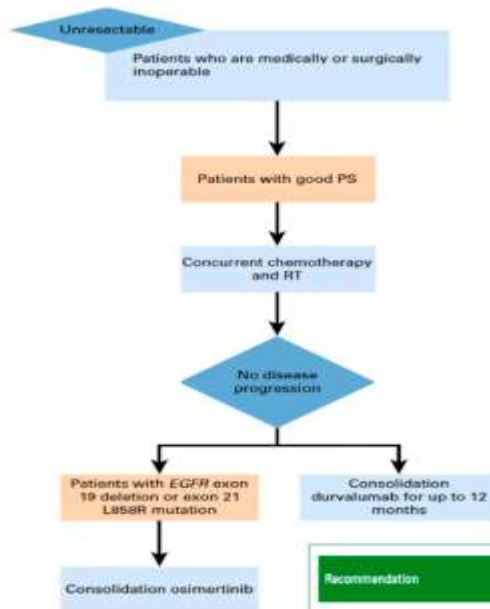 Unresectable
Patients who are medically or surgically
inoperable
Patients with good PS
Concurrent chemotherapy
and RT
No disease
progression
Patients with EGFR exon
19 deletion or exon 21
L858R mutation
Consolidation
durvalumab for up to 12
months
Consolidation osimertinib
Recommendation